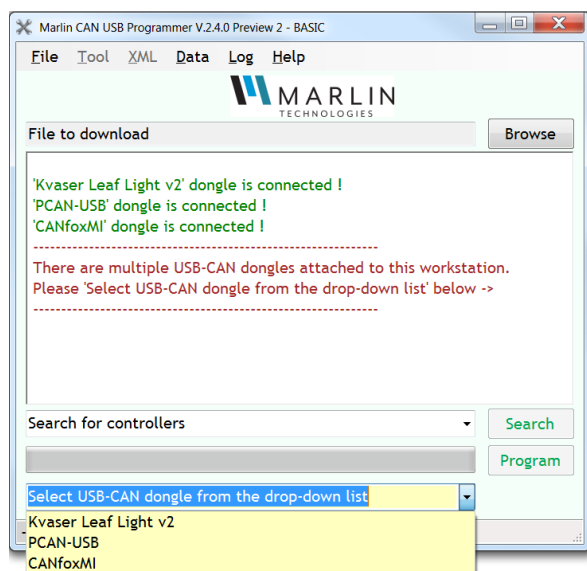 Marlin CAN USB Programmer V.2.4.0 Preview 2 - BASIC
File Tool XML Data Log Help
MARLIN
TECHNOLOGIES
File to download Browse
'Kvaser Leaf Light v2' dongle is connected !
'PCAN-USB' dongle is connected !
'CANfoxMI' dongle is connected !
------------------------------------------------------------
There are multiple USB-CAN dongles attached to this workstation.
Please 'Select USB-CAN dongle from the drop-down list' below ->
------------------------------------------------------------
Search for controllers Search
Program
Select USB-CAN dongle from the drop-down list
Kvaser Leaf Light v2
PCAN-USB
CANfoxMI